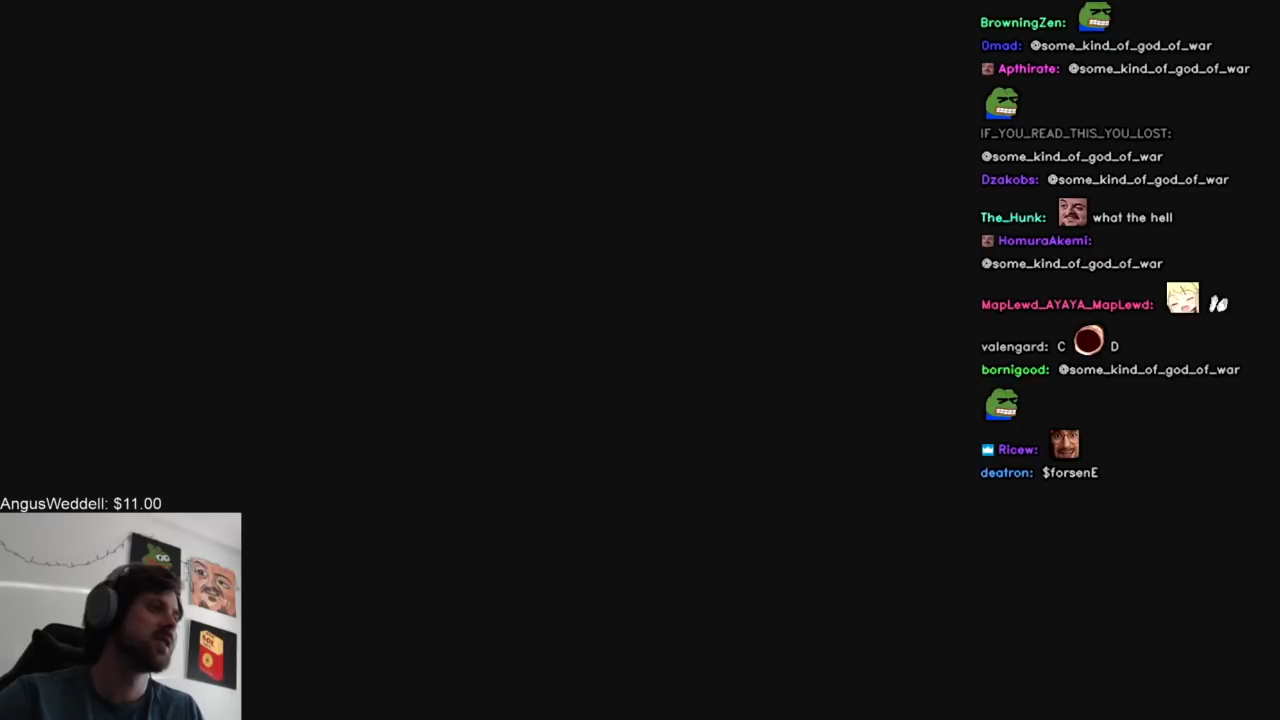 BrowningZen:
0mad: @some_kind_of_god_of_war
Apthirate: @some_kind_of_god_of_war
IF_YOU_READ_THIS_YOU_LOST:
@some_kind_of_god_of_war
Dzakobs: @some_kind_of_god_of_war
The_Hunk: what the hell
HomuraAkemi:
@some_kind_of_god_of_war
MapLewd_AYAYA_MapLewd:
valengard: C D
bornigood: @some_kind_of_god_of_war
Ricew:
deatron: $forsenE
AngusWeddell: $11.00